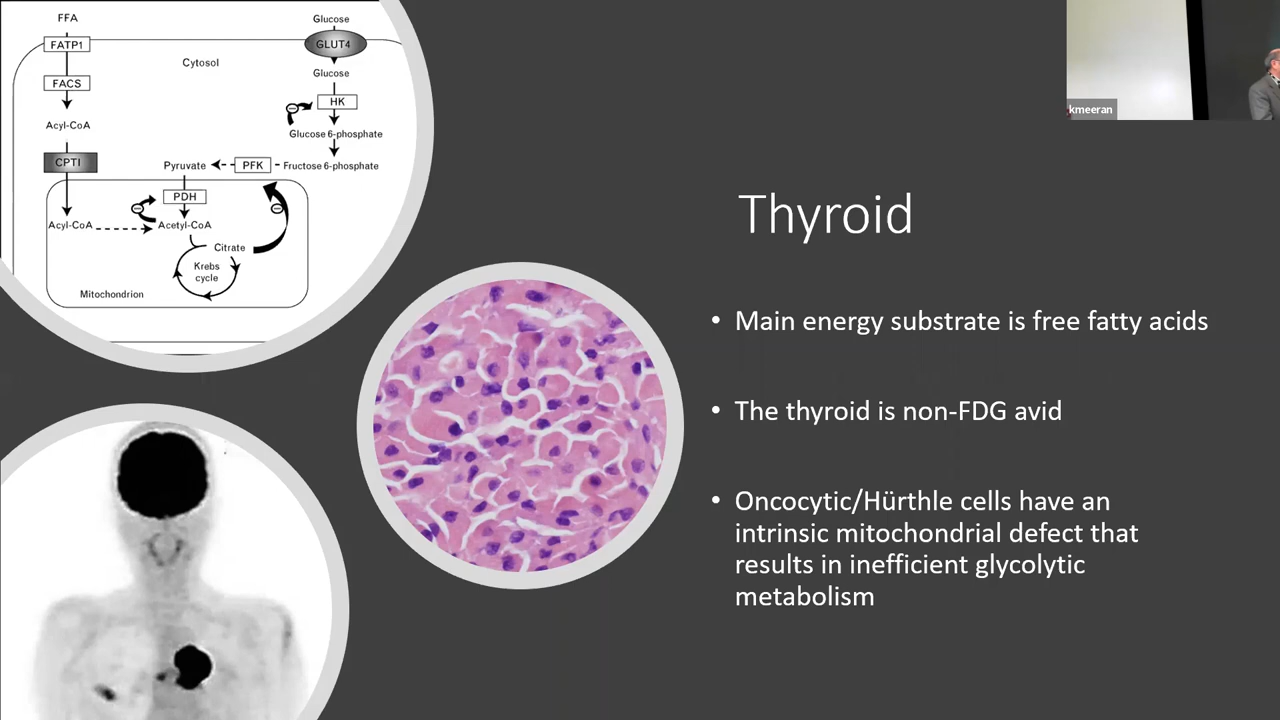 FFA
Glucose
FATP1
GLUT4
Cytosol
Glucose
FACS
HK
Acyl-CoA
Glucose 6-phosphate
CPTI
Pyruvate
PFK
Fructose 6-phosphate
PDH
Acyl-CoA
Acetyl-CoA
Citrate
Krebs
cycle
Mitochondrion
kmeeran
Thyroid
• Main energy substrate is free fatty acids
• The thyroid is non-FDG avid
• Oncocytic/Hürthle cells have an
intrinsic mitochondrial defect that
results in inefficient glycolytic
metabolism